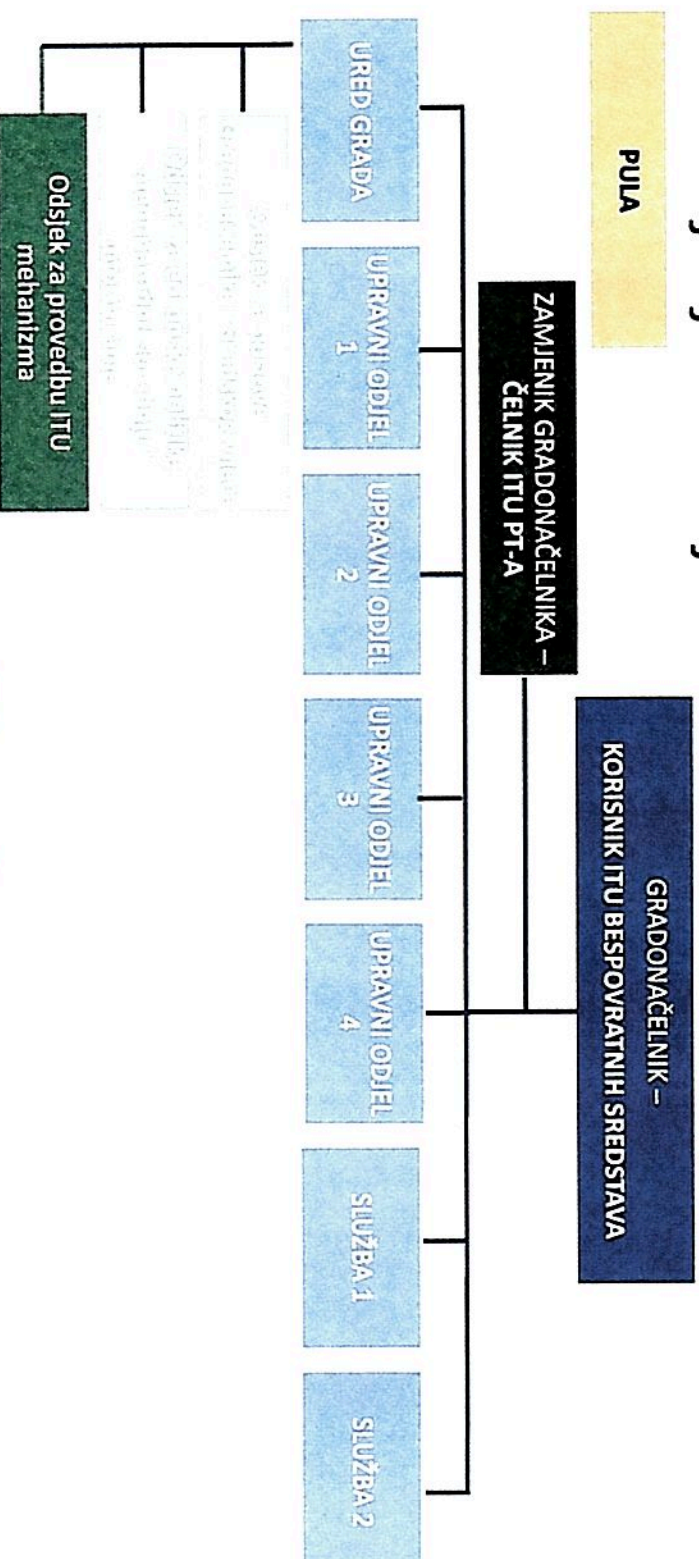 PULA
GRADONAČELNIK –
KORISNIK ITU BESPOVRATNIH SREDSTAVA
ZAMJENIK GRADONAČELNIKA –
ČELNIK ITU PT-A
URED GRADA
UPRAVNI ODJEL
1
UPRAVNI ODJEL
2
UPRAVNI ODJEL
3
UPRAVNI ODJEL
4
SLUŽBA 1
SLUŽBA 2
Odsjek za provedbu ITU
mehanizma